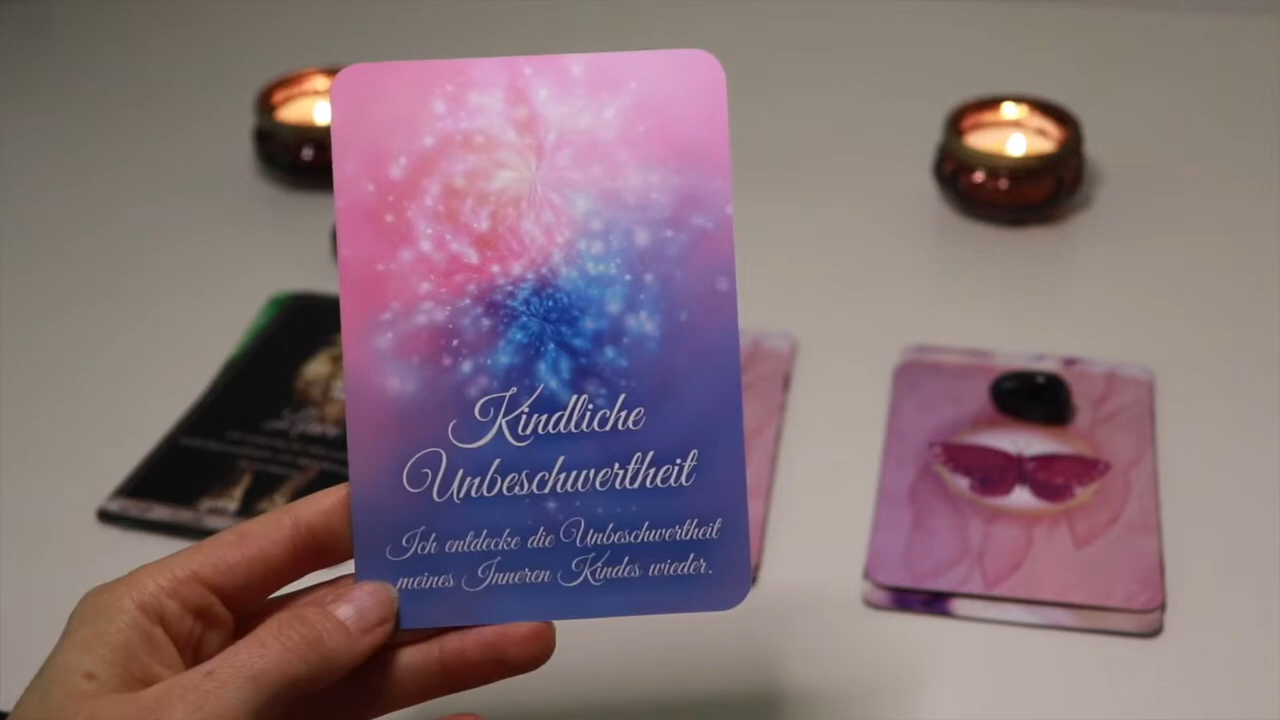 Kindliche
Unbeschwertheit
Ich entdecke die Unbeschwertheit
meines Inneren Kindes wieder.